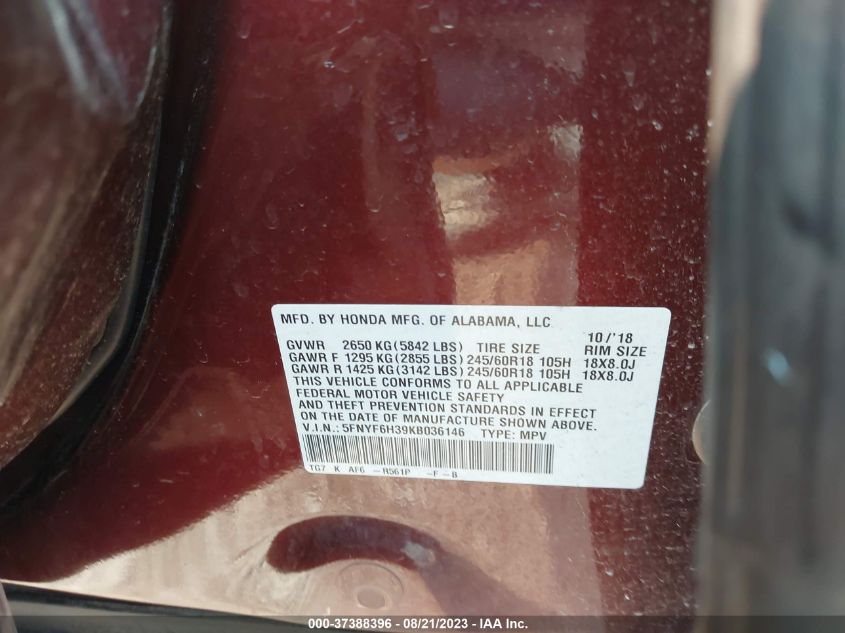 MFD. BY HONDA MFG. OF ALABAMA, LLC 10/'18
GVWR 2650 KG(5842 LBS) TIRE SIZE RIM SIZE
GAWR F 1295 KG(2855 LBS) 245/60R18 105H 18X8.0J
GAWR R 1425 KG(3142 LBS) 245/60R18 105H 18X8.0J
THIS VEHICLE CONFORMS TO ALL APPLICABLE
FEDERAL MOTOR VEHICLE SAFETY
AND THEFT PREVENTION STANDARDS IN EFFECT
ON THE DATE OF MANUFACTURE SHOWN ABOVE.
V.I.N.: 5FNYF6H39KB036146 TYPE: MPV
TG7 K AF6 -R561P -F-B
000-37388396 - 08/21/2023 - IAA Inc.